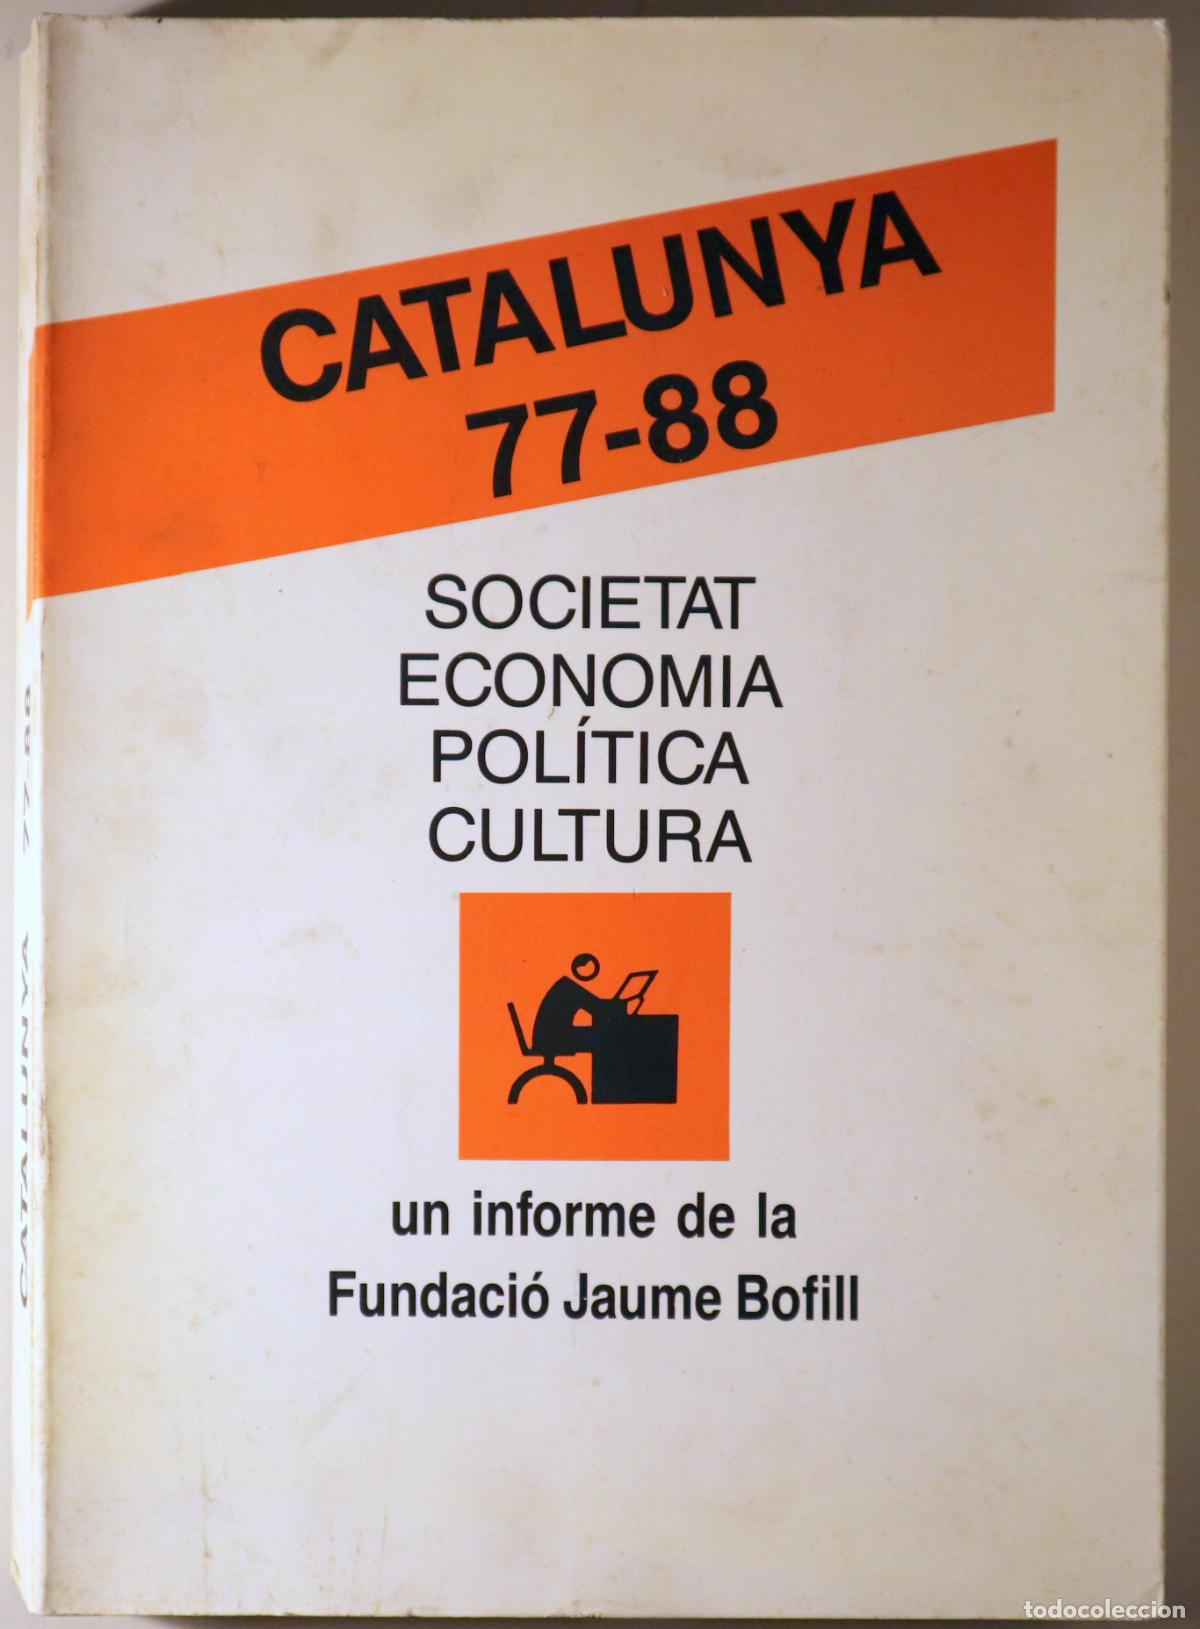 CATALUNYA
77-88
SOCIETAT
ECONOMIA
POLÍTICA
CULTURA
un informe de la
Fundació Jaume Bofill
CATALUNYA 77-88
todocoleccion